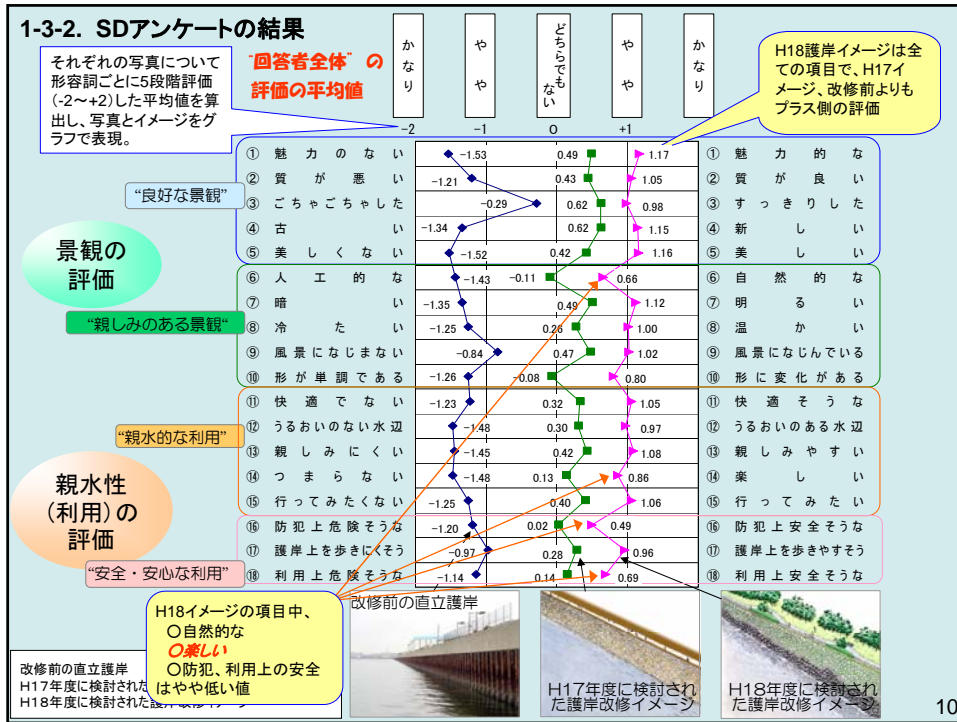 1-3-2. SDアンケートの結果
それぞれの写真について
形容詞ごとに5段階評価
(-2～+2)した平均値を算
出し、写真とイメージをグ
ラフで表現。
“回答者全体” の
評価の平均値
かなり
やや
どちらでもない
やや
かなり
H18護岸イメージは全
ての項目で、H17イ
メージ、改修前よりも
プラス側の評価
-2 -1 0 +1
① 魅力のない -1.53 0.49 1.17 ① 魅力的な
② 質が悪い -1.21 0.43 1.05 ② 質が良い
③ ごちゃごちゃした -0.29 0.62 0.98 ③ すっきりした
④ 古い -1.34 0.62 1.15 ④ 新しい
⑤ 美しくない -1.52 0.42 1.16 ⑤ 美しい
⑥ 人工的な -1.43 -0.11 0.66 ⑥ 自然的な
⑦ 暗い -1.35 0.49 1.12 ⑦ 明るい
⑧ 冷たい -1.25 0.26 1.00 ⑧ 温かい
⑨ 風景になじまない -0.84 0.47 1.02 ⑨ 風景になじんでいる
⑩ 形が単調である -1.26 -0.08 0.80 ⑩ 形に変化がある
⑪ 快適でない -1.23 0.32 1.05 ⑪ 快適そうな
⑫ うるおいのない水辺 -1.48 0.30 0.97 ⑫ うるおいのある水辺
⑬ 親しみにくい -1.45 0.42 1.08 ⑬ 親しみやすい
⑭ つまらない -1.48 0.13 0.86 ⑭ 楽しい
⑮ 行ってみたくない -1.25 0.40 1.06 ⑮ 行ってみたい
⑯ 防犯上危険そうな -1.20 0.02 0.49 ⑯ 防犯上安全そうな
⑰ 護岸上を歩きにくそう -0.97 0.28 0.96 ⑰ 護岸上を歩きやすそう
⑱ 利用上危険そうな -1.14 0.14 0.69 ⑱ 利用上安全そうな
“良好な景観”
景観の
評価
“親しみのある景観”
“親水的な利用”
親水性
(利用)の
評価
“安全・安心な利用”
H18イメージの項目中、
○自然的な
○楽しい
○防犯、利用上の安全
はやや低い値
改修前の直立護岸
H17年度に検討された
H18年度に検討された
改修前の直立護岸
H17年度に検討され
た護岸改修イメージ
H18年度に検討され
た護岸改修イメージ
10